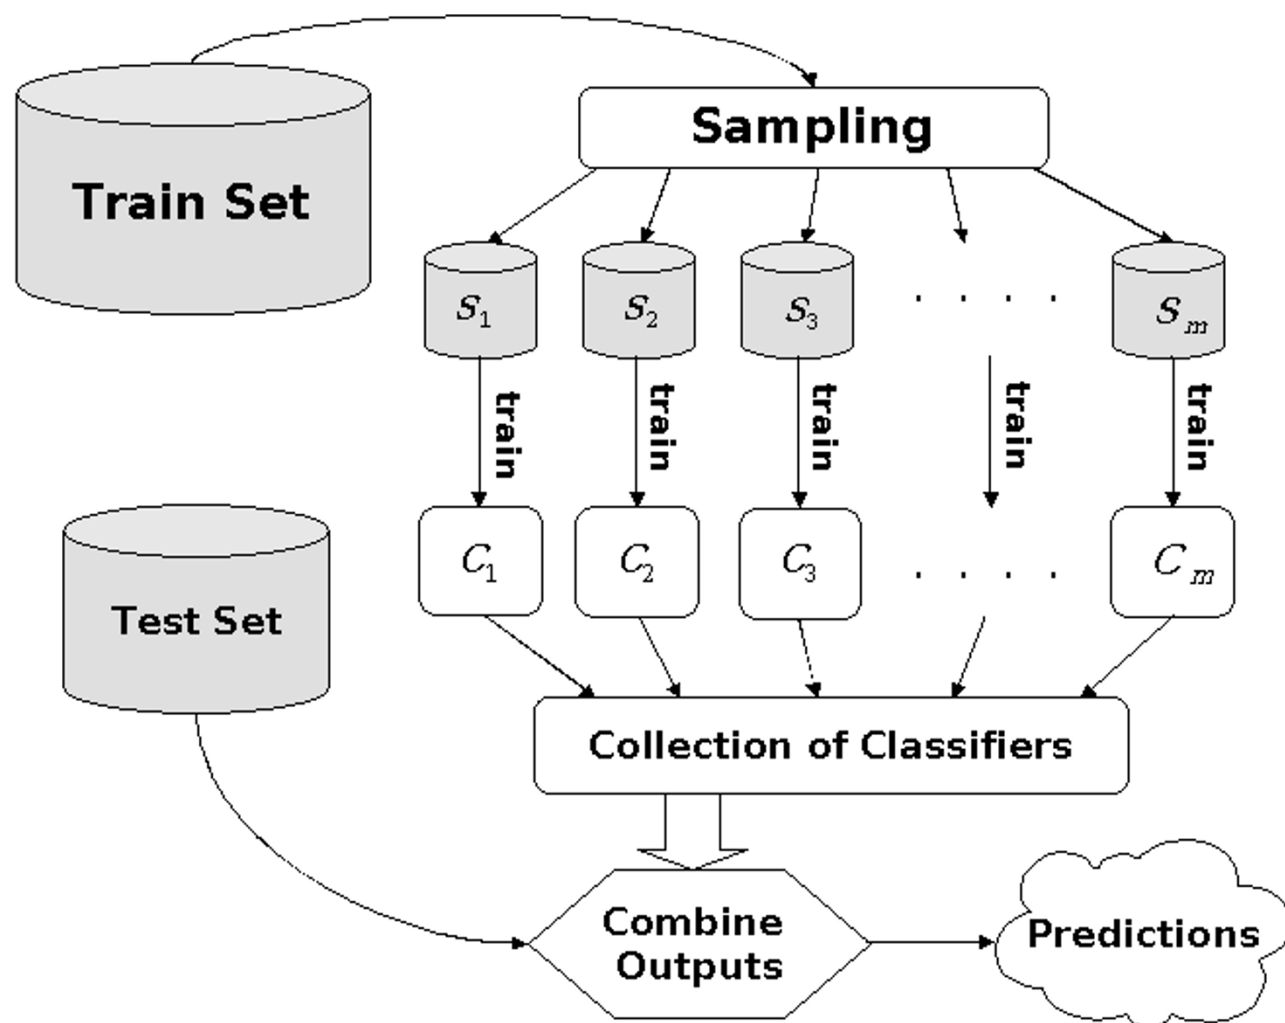 Sampling
Train Set
S1 S2 S3 . . . . Sm
train train train train train
C1 C2 C3 . . . . Cm
Test Set
Collection of Classifiers
Combine
Outputs
Predictions